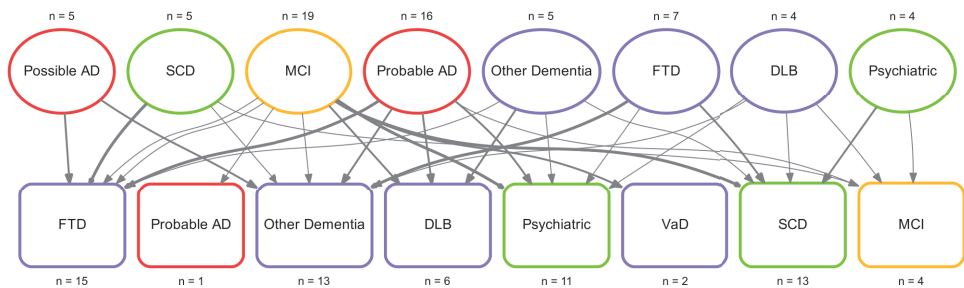 n = 5 n = 5 n = 19 n = 16 n = 5 n = 7 n = 4 n = 4
Possible AD SCD MCI Probable AD Other Dementia FTD DLB Psychiatric
FTD Probable AD Other Dementia DLB Psychiatric VaD SCD MCI
n = 15 n = 1 n = 13 n = 6 n = 11 n = 2 n = 13 n = 4